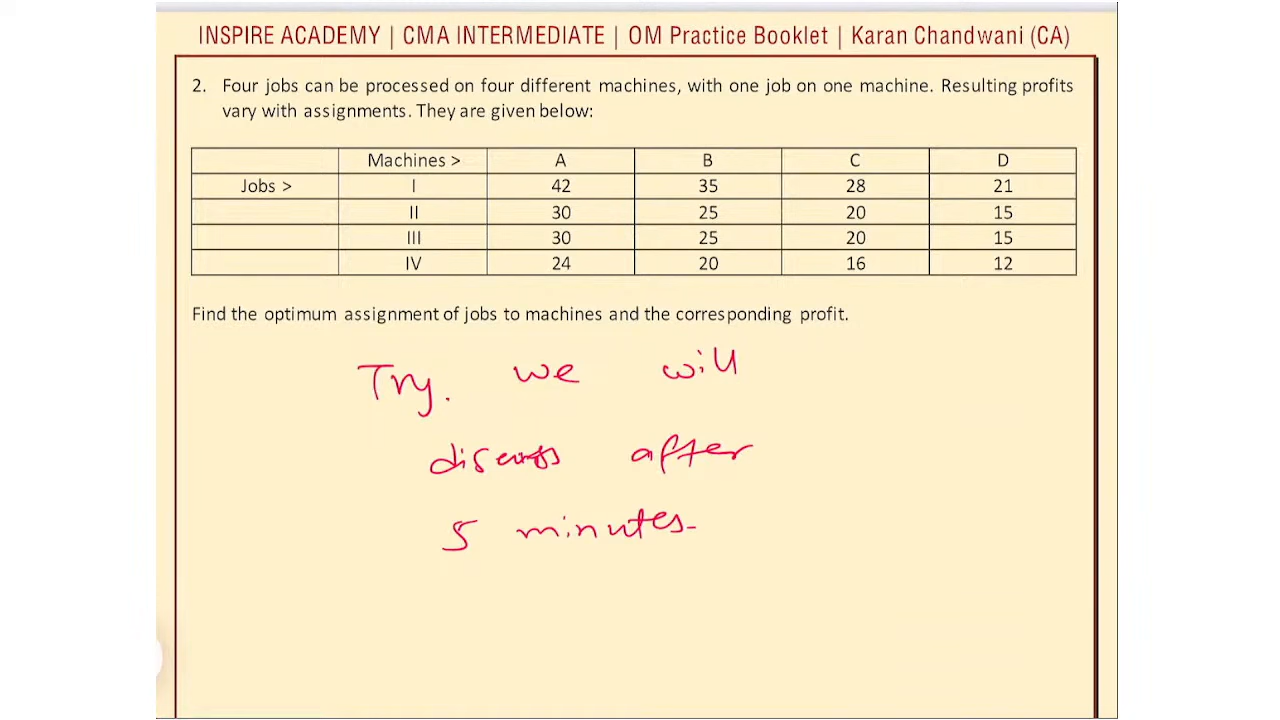 INSPIRE ACADEMY | CMA INTERMEDIATE | OM Practice Booklet | Karan Chandwani (CA)
2. Four jobs can be processed on four different machines, with one job on one machine. Resulting profits
vary with assignments. They are given below:
Machines > A B C D
Jobs > I 42 35 28 21
II 30 25 20 15
III 30 25 20 15
IV 24 20 16 12
Find the optimum assignment of jobs to machines and the corresponding profit.
Try. we will
discuss after
5 minutes.